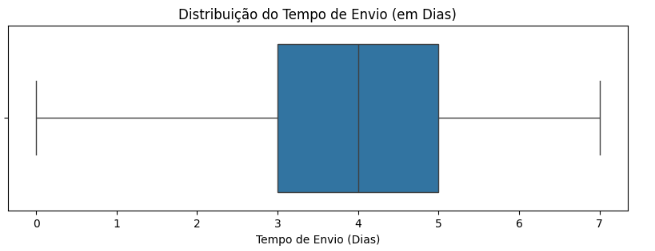 Distribuição do Tempo de Envio (em Dias)
0 1 2 3 4 5 6 7
Tempo de Envio (Dias)